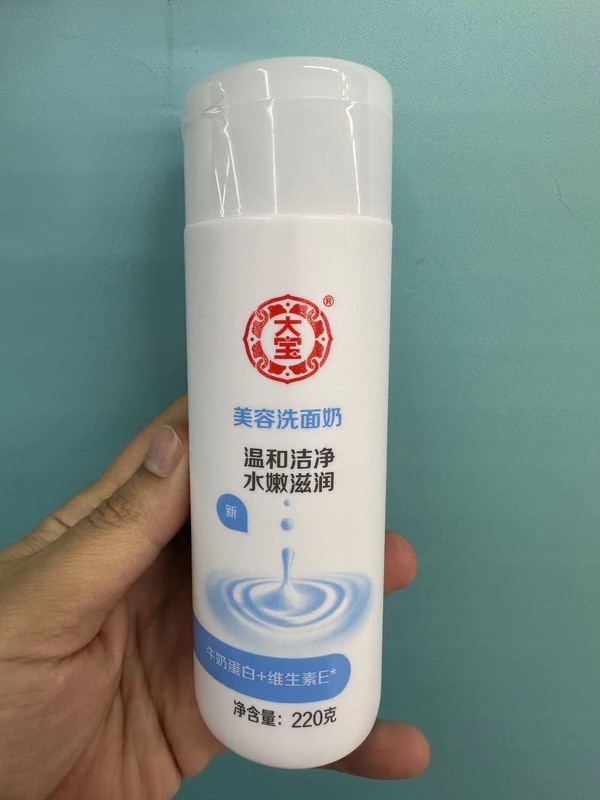 大宝
®
美容洗面奶
温和洁净
水嫩滋润
新
牛奶蛋白+维生素E*
净含量：220克